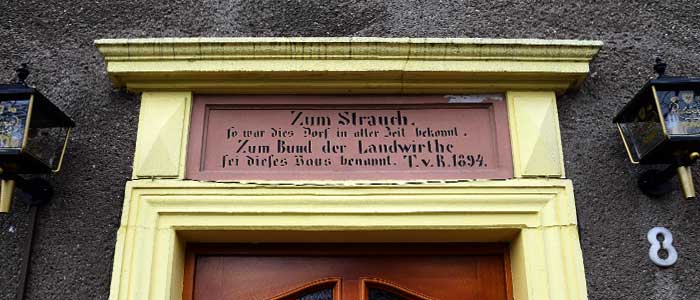 Zum Strauch.
so war dies Dorf in alter Zeit bekonnt.
Zum Bund der Landwirthe
sei dieses Haus benannt. T. v. R. 1894.
8